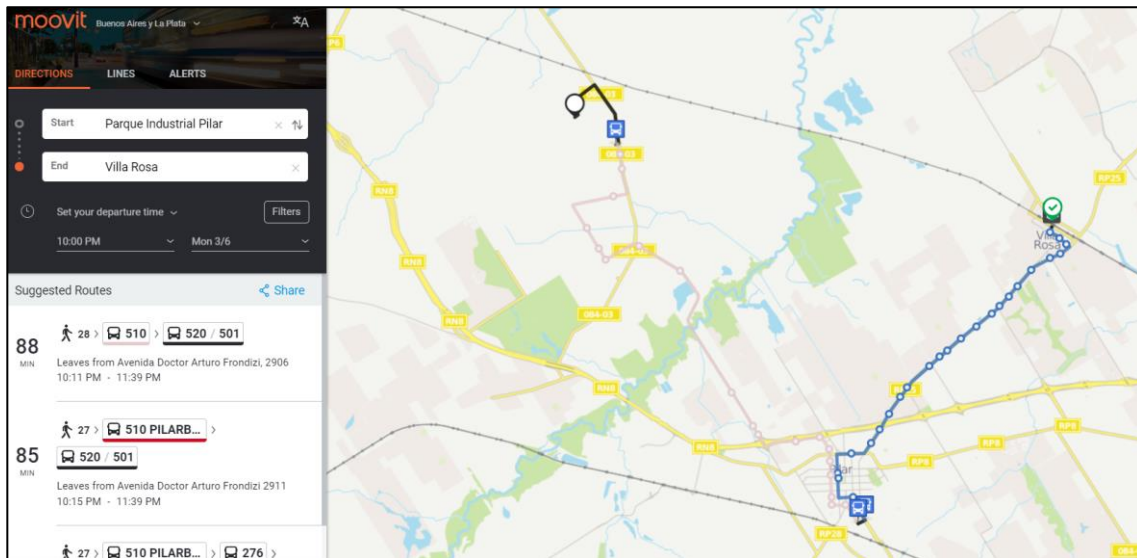 moovit Buenos Aires y La Plata
DIRECTIONS LINES ALERTS
Start Parque Industrial Pilar
End Villa Rosa
Set your departure time Filters
10:00 PM Mon 3/6
Suggested Routes Share
88 MIN
28 > 510 > 520 / 501
Leaves from Avenida Doctor Arturo Frondizi, 2906
10:11 PM - 11:39 PM
85 MIN
27 > 510 PILARB... >
520 / 501
Leaves from Avenida Doctor Arturo Frondizi 2911
10:15 PM - 11:39 PM
27 > 510 PILARB... > 276 >
RP25
RN8
Rosa
RN8
084-03
RN8
RN8
RN8
RP8
RP8
RP8
RP28